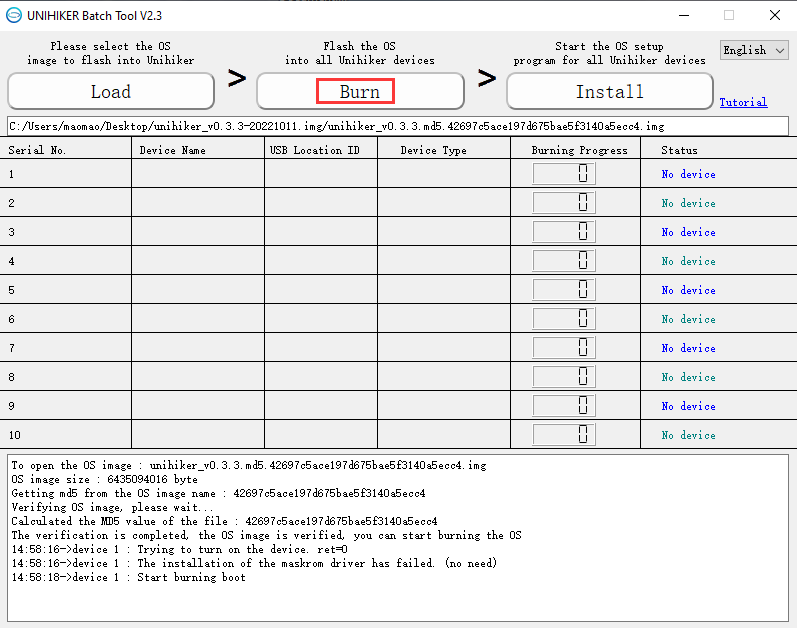 UNIHIKER Batch Tool V2.3
Please select the OS
image to flash into Unihiker
Flash the OS
into all Unihiker devices
Start the OS setup
program for all Unihiker devices
English
Load
>
Burn
>
Install
Tutorial
C:/Users/maomao/Desktop/unihiker_v0.3.3-20221011.img/unihiker_v0.3.3.md5.42697c5ace197d675bae5f3140a5ecc4.img
Serial No. Device Name USB Location ID Device Type Burning Progress Status
1 0 No device
2 0 No device
3 0 No device
4 0 No device
5 0 No device
6 0 No device
7 0 No device
8 0 No device
9 0 No device
10 0 No device
To open the OS image : unihiker_v0.3.3.md5.42697c5ace197d675bae5f3140a5ecc4.img
OS image size : 6435094016 byte
Getting md5 from the OS image name : 42697c5ace197d675bae5f3140a5ecc4
Verifying OS image, please wait...
Calculated the MD5 value of the file : 42697c5ace197d675bae5f3140a5ecc4
The verification is completed, the OS image is verified, you can start burning the OS
14:58:16->device 1 : Trying to turn on the device. ret=0
14:58:16->device 1 : The installation of the maskrom driver has failed. (no need)
14:58:18->device 1 : Start burning boot